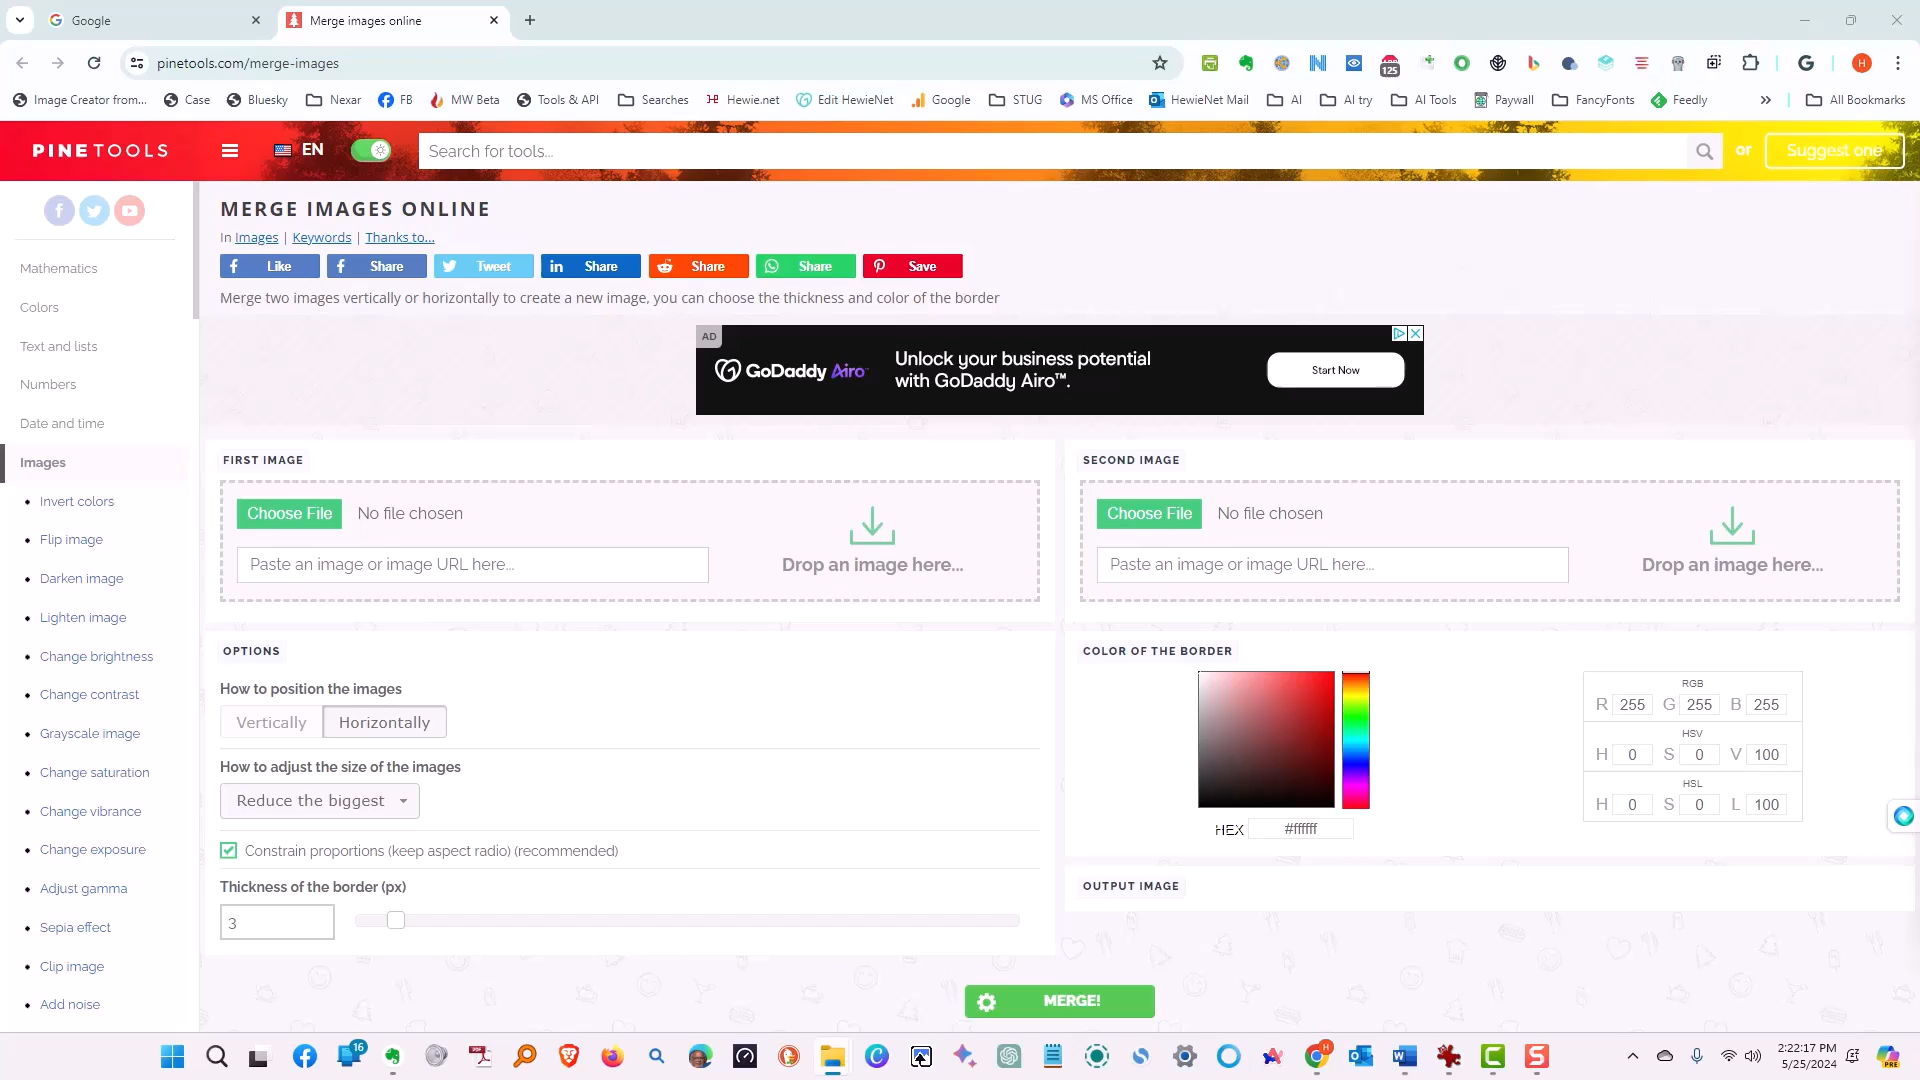 Google
Merge images online
pinetools.com/merge-images
125
Image Creator from...
Case
Bluesky
Nexar
FB
MW Beta
Tools & API
Searches
Hewie.net
Edit HewieNet
Google
STUG
MS Office
HewieNet Mail
AI
AI try
AI Tools
Paywall
FancyFonts
Feedly
All Bookmarks
PINETOOLS
EN
Search for tools...
or
Suggest one
MERGE IMAGES ONLINE
In Images | Keywords | Thanks to...
Like
Share
Tweet
Share
Share
Share
Save
Merge two images vertically or horizontally to create a new image, you can choose the thickness and color of the border
AD
GoDaddy Airo™
Unlock your business potential
with GoDaddy Airo™.
Start Now
Mathematics
Colors
Text and lists
Numbers
Date and time
Images
Invert colors
Flip image
Darken image
Lighten image
Change brightness
Change contrast
Grayscale image
Change saturation
Change vibrance
Change exposure
Adjust gamma
Sepia effect
Clip image
Add noise
FIRST IMAGE
Choose File
No file chosen
Paste an image or image URL here...
Drop an image here...
SECOND IMAGE
Choose File
No file chosen
Paste an image or image URL here...
Drop an image here...
OPTIONS
How to position the images
Vertically
Horizontally
How to adjust the size of the images
Reduce the biggest
Constrain proportions (keep aspect radio) (recommended)
Thickness of the border (px)
3
COLOR OF THE BORDER
HEX #ffffff
RGB
R 255 G 255 B 255
HSV
H 0 S 0 V 100
HSL
H 0 S 0 L 100
OUTPUT IMAGE
MERGE!
16
2:22:17 PM
5/25/2024